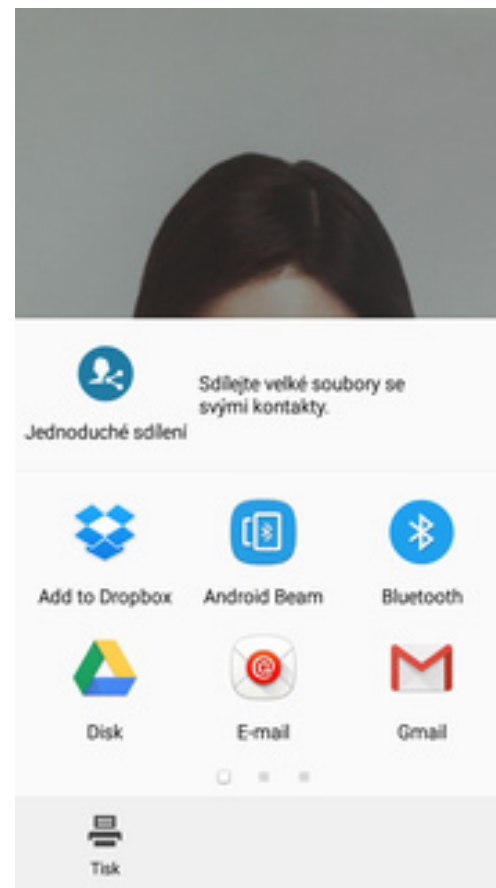 Sdílejte velké soubory se
svými kontakty.
Jednoduché sdílení
Add to Dropbox
Android Beam
Bluetooth
Disk
E-mail
Gmail
Tisk